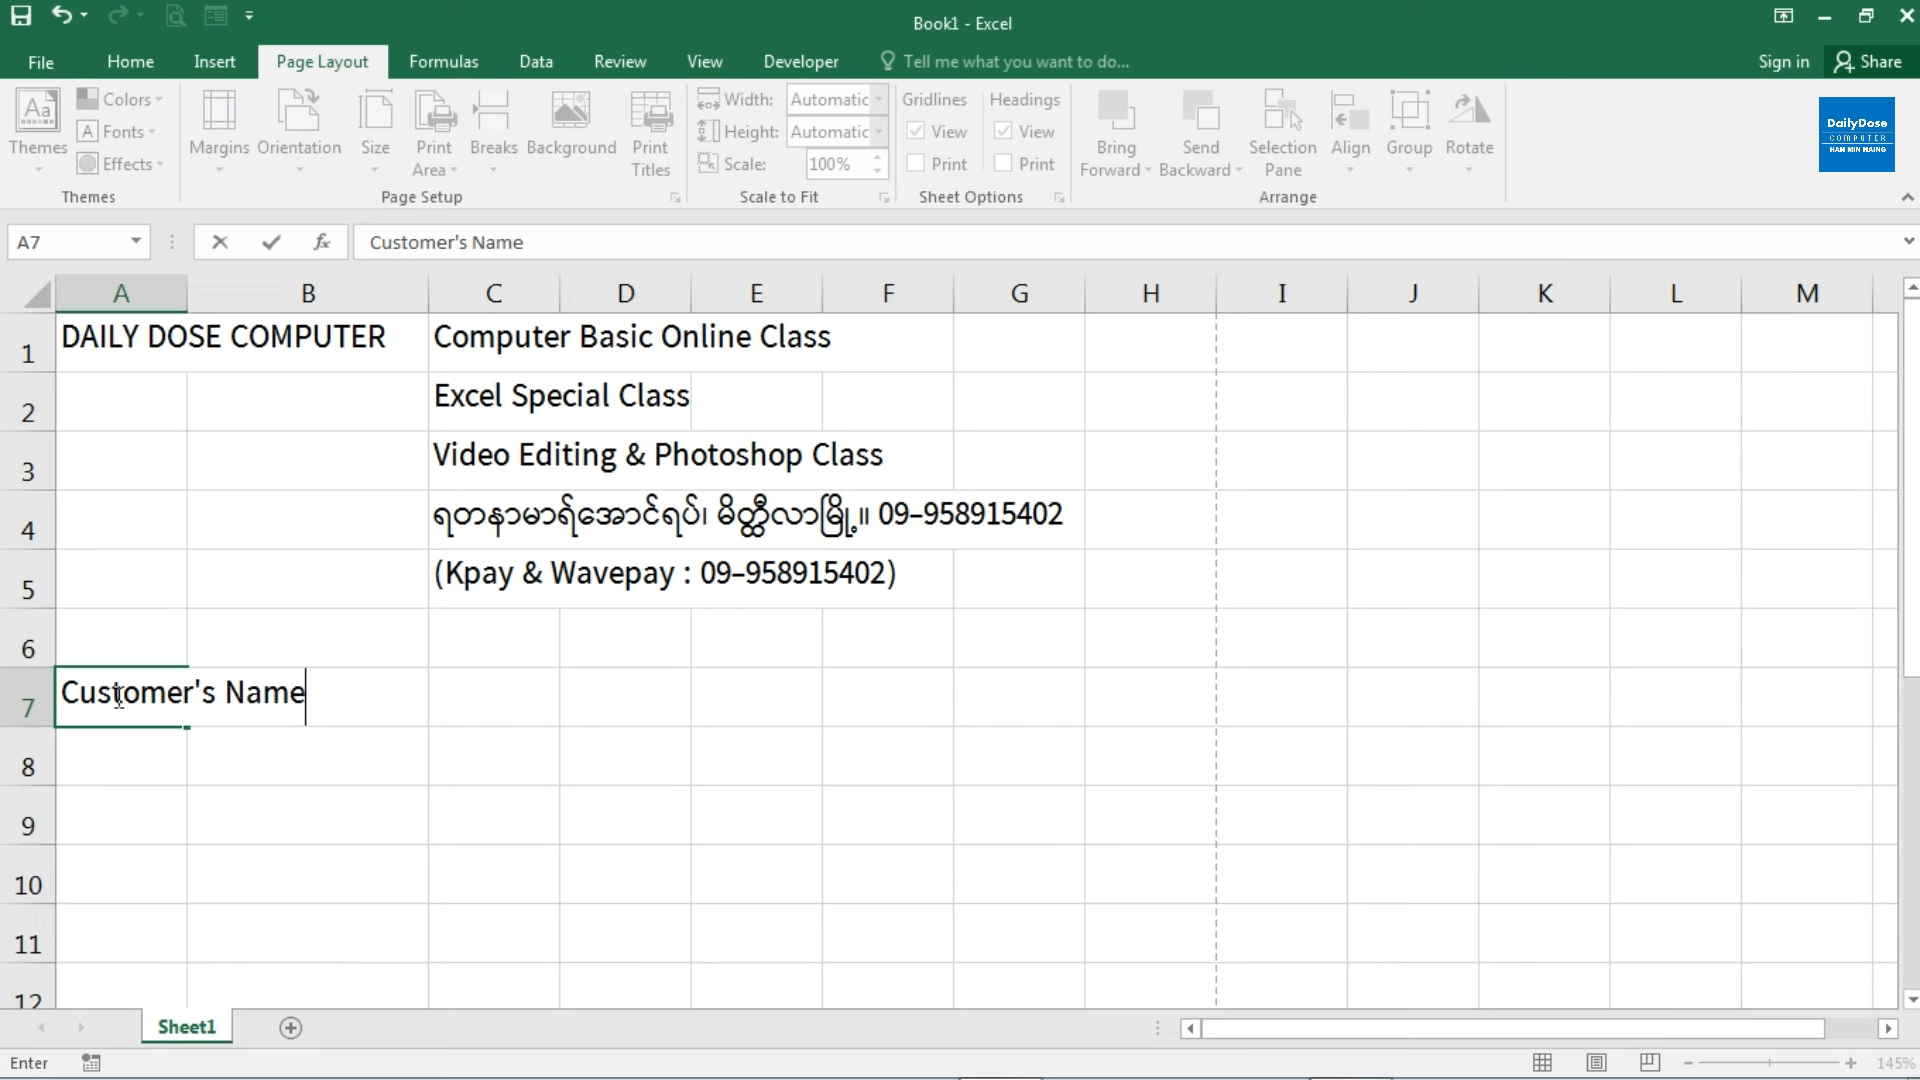 Book1 - Excel
File Home Insert Page Layout Formulas Data Review View Developer Tell me what you want to do... Sign in Share
Themes Colors Fonts Effects Themes
Margins Orientation Size Print Area Breaks Background Print Titles Page Setup
Width: Automatic Height: Automatic Scale: 100% Scale to Fit
Gridlines View Print Headings View Print Sheet Options
Bring Forward Send Backward Selection Pane Align Group Rotate Arrange
DailyDose
COMPUTER
HAN MIN NAING
A7 fx Customer's Name
A B C D E F G H I J K L M
1 DAILY DOSE COMPUTER Computer Basic Online Class
2 Excel Special Class
3 Video Editing & Photoshop Class
4 ရတနာမာရ်အောင်ရပ်၊ မိတ္ထီလာမြို့။ 09-958915402
5 (Kpay & Wavepay : 09-958915402)
6
7 Customer's Name
8
9
10
11
12
Sheet1
Enter 145%